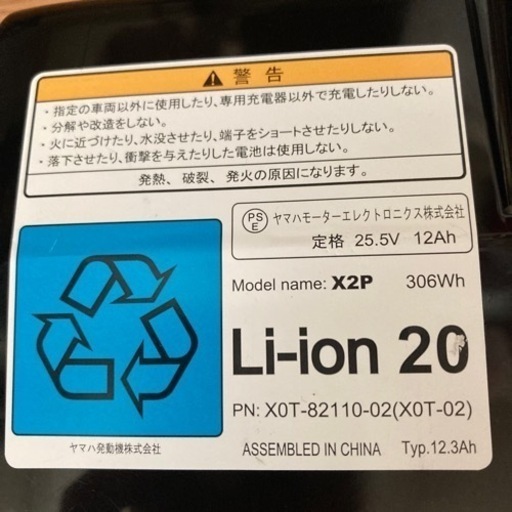 警告
・指定の車両以外に使用したり、専用充電器以外で充電したりしない。
・分解や改造をしない。
・火に近づけたり、水没させたり、端子をショートさせたりしない。
・落下させたり、衝撃を与えたりした電池は使用しない。
発熱、破裂、発火の原因になります。
PS
E
ヤマハモーターエレクトロニクス株式会社
定格 25.5V 12Ah
Model name: X2P 306Wh
Li-ion 20
PN: X0T-82110-02(X0T-02)
ヤマハ発動機株式会社
ASSEMBLED IN CHINA Typ.12.3Ah